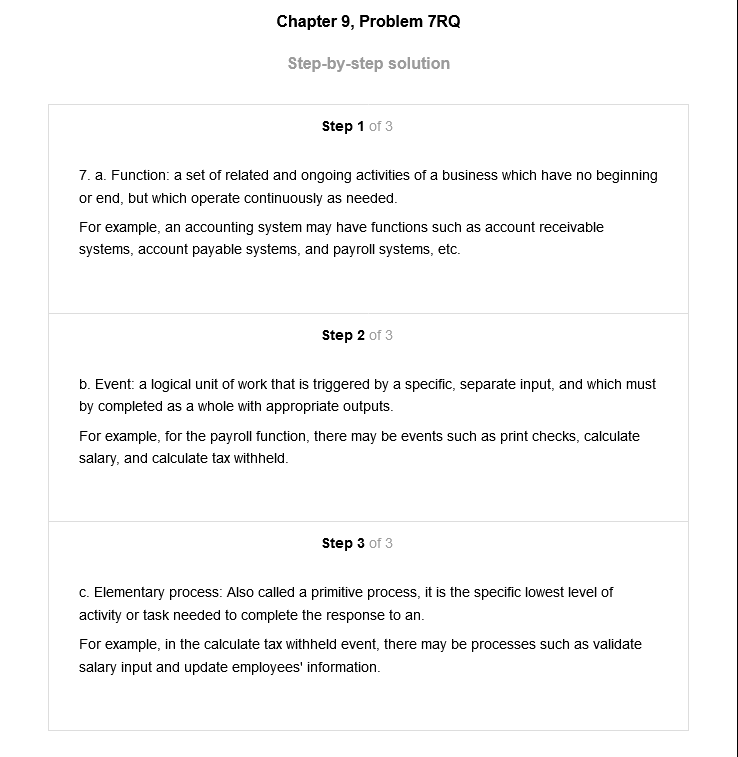 Chapter 9, Problem 7RQ
Step-by-step solution
Step 1 of 3
7. a. Function: a set of related and ongoing activities of a business which have no beginning
or end, but which operate continuously as needed.
For example, an accounting system may have functions such as account receivable
systems, account payable systems, and payroll systems, etc.
Step 2 of 3
b. Event: a logical unit of work that is triggered by a specific, separate input, and which must
by completed as a whole with appropriate outputs.
For example, for the payroll function, there may be events such as print checks, calculate
salary, and calculate tax withheld.
Step 3 of 3
c. Elementary process: Also called a primitive process, it is the specific lowest level of
activity or task needed to complete the response to an.
For example, in the calculate tax withheld event, there may be processes such as validate
salary input and update employees' information.